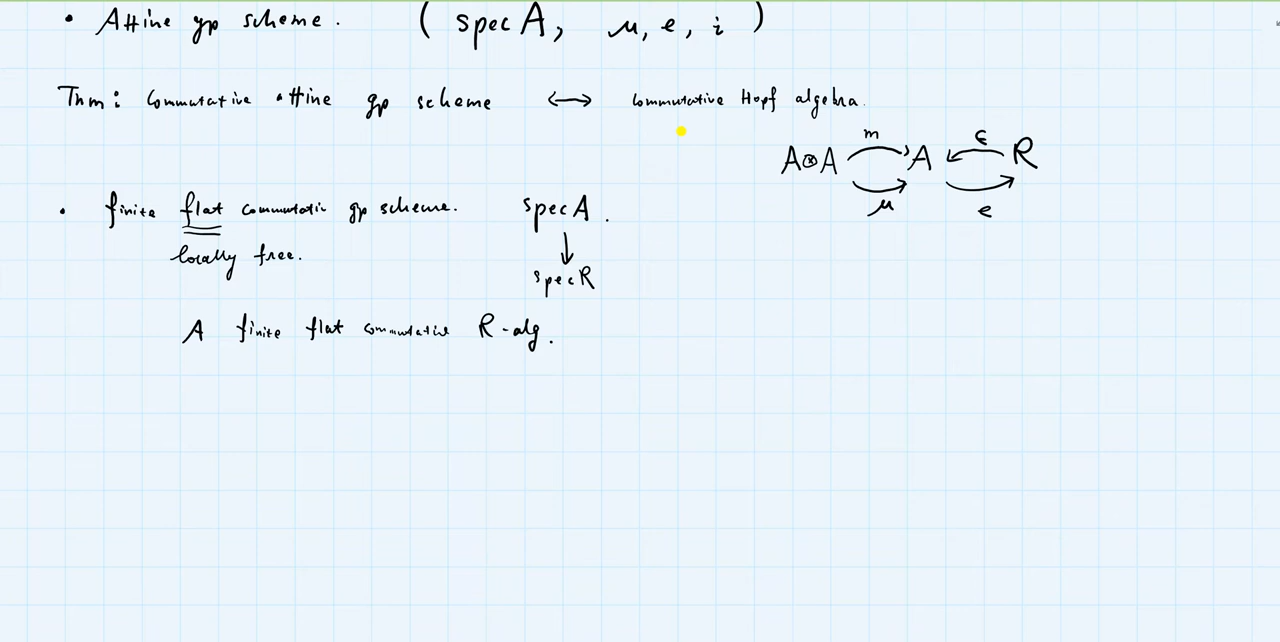 • Affine gp scheme. ( spec A, μ, e, i )
Thm: Commutative affine gp scheme ⟷ Commutative Hopf algebra.
m ε
A⊗A → A ← R
μ e
• finite flat commutative gp scheme. spec A.
locally free. ↓
spec R
A finite flat commutative R-alg.